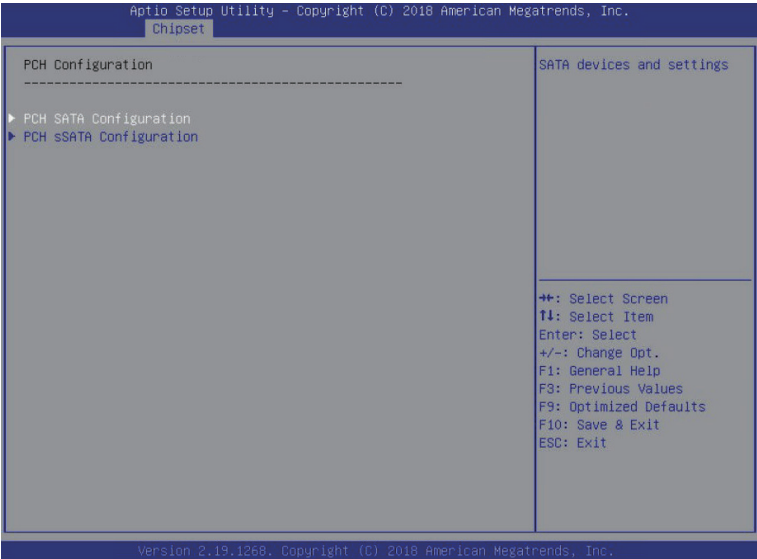 Aptio Setup Utility – Copyright (C) 2018 American Megatrends, Inc.
Chipset
PCH Configuration
--------------------------------------------------
PCH SATA Configuration
PCH sSATA Configuration
SATA devices and settings
→←: Select Screen
↑↓: Select Item
Enter: Select
+/-: Change Opt.
F1: General Help
F3: Previous Values
F9: Optimized Defaults
F10: Save & Exit
ESC: Exit
Version 2.19.1268. Copyright (C) 2018 American Megatrends, Inc.